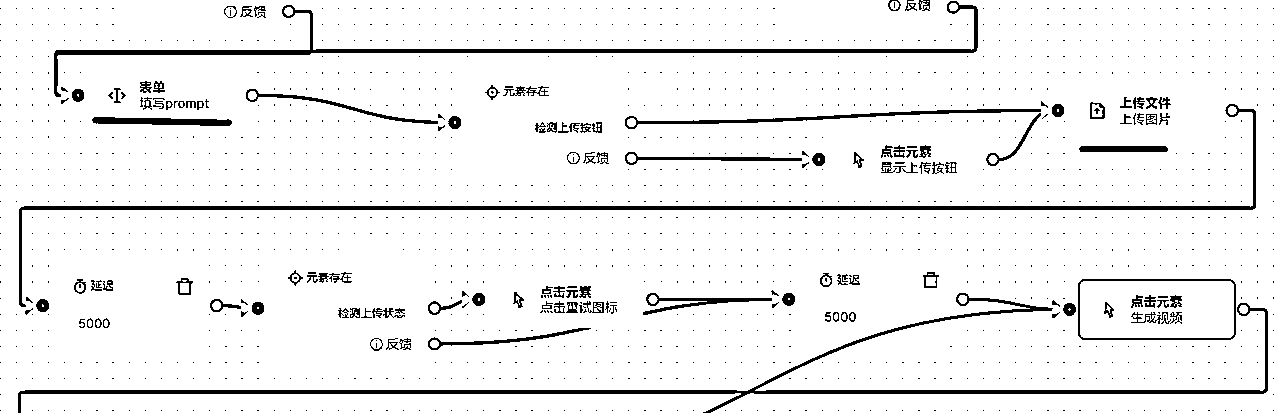 反馈
反馈
表单
填写prompt
元素存在
检测上传按钮
反馈
点击元素
显示上传按钮
上传文件
上传图片
延迟
5000
元素存在
检测上传状态
反馈
点击元素
点击重试图标
延迟
5000
点击元素
生成视频